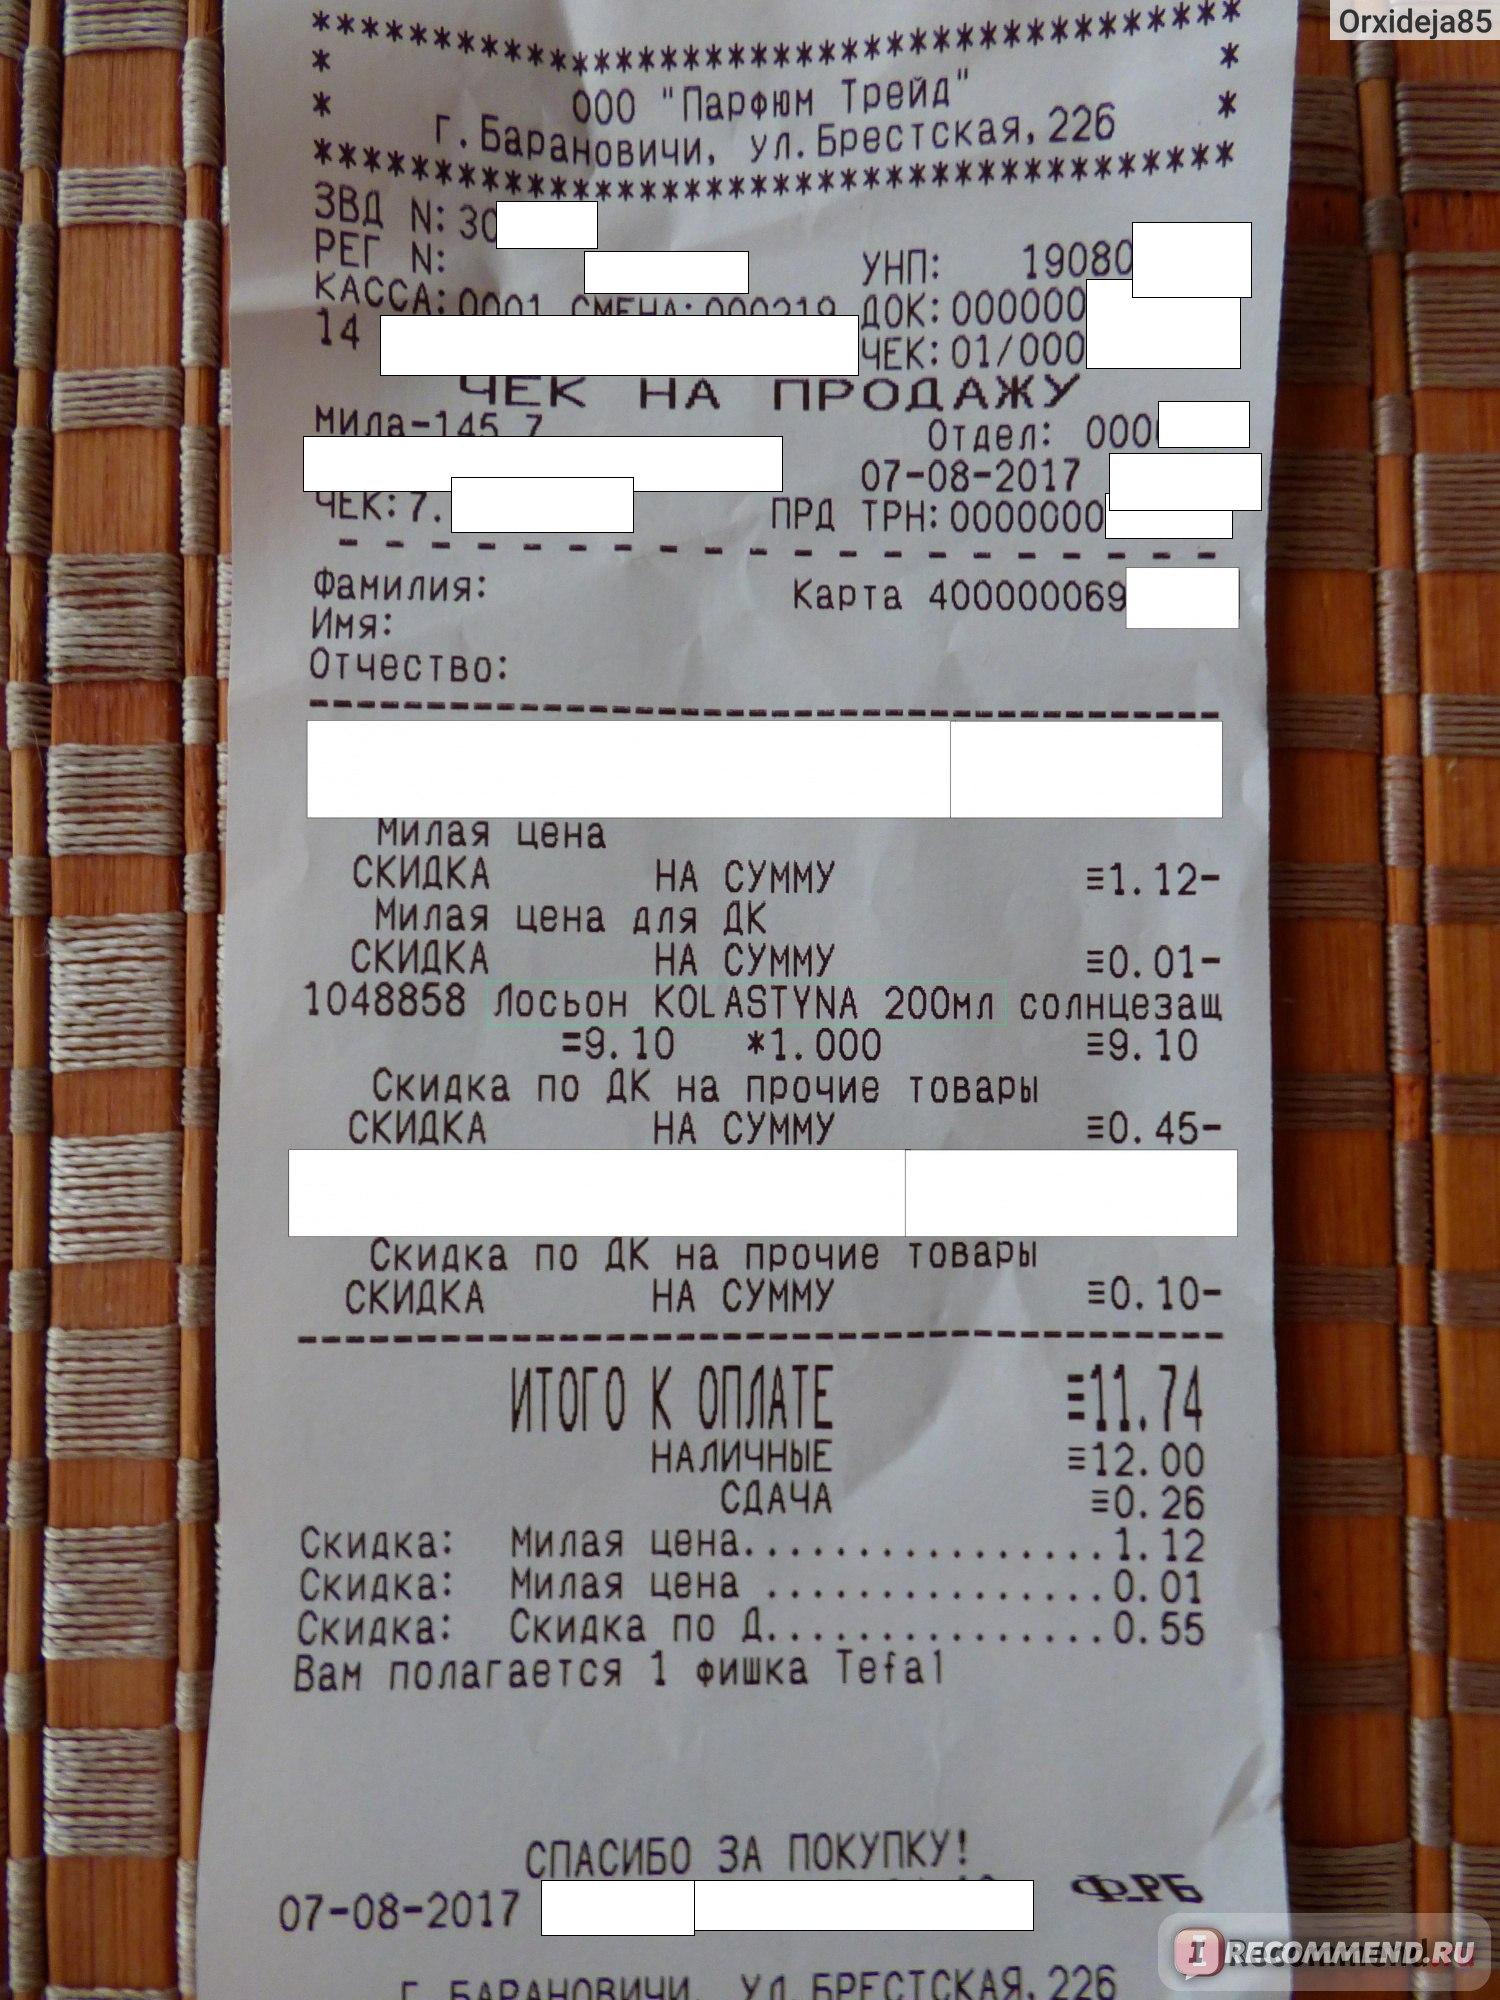 Orxideja85
****************************************
* *
* ООО "Парфюм Трейд" *
г.Барановичи, ул.Брестская,226
****************************************
ЗВД N:30
РЕГ N: УНП: 19080
КАССА:0001 СМЕНА:000219 ДОК:000000
14 ЧЕК:01/000
ЧЕК НА ПРОДАЖУ
Мила-145 7 Отдел: 000
07-08-2017
ЧЕК:7. ПРД ТРН:0000000
Фамилия: Карта 400000069
Имя:
Отчество:
Милая цена
СКИДКА НА СУММУ ≡1.12-
Милая цена для ДК
СКИДКА НА СУММУ ≡0.01-
1048858 Лосьон KOLASTYNA 200мл солнцезащ
=9.10 *1.000 ≡9.10
Скидка по ДК на прочие товары
СКИДКА НА СУММУ ≡0.45-
Скидка по ДК на прочие товары
СКИДКА НА СУММУ ≡0.10-
ИТОГО К ОПЛАТЕ ≡11.74
НАЛИЧНЫЕ ≡12.00
СДАЧА ≡0.26
Скидка: Милая цена................1.12
Скидка: Милая цена ...............0.01
Скидка: Скидка по Д...............0.55
Вам полагается 1 фишка Tefal
СПАСИБО ЗА ПОКУПКУ!
07-08-2017
Г.БАРАНОВИЧИ, УЛ.БРЕСТСКАЯ,226
IRECOMMEND.RU